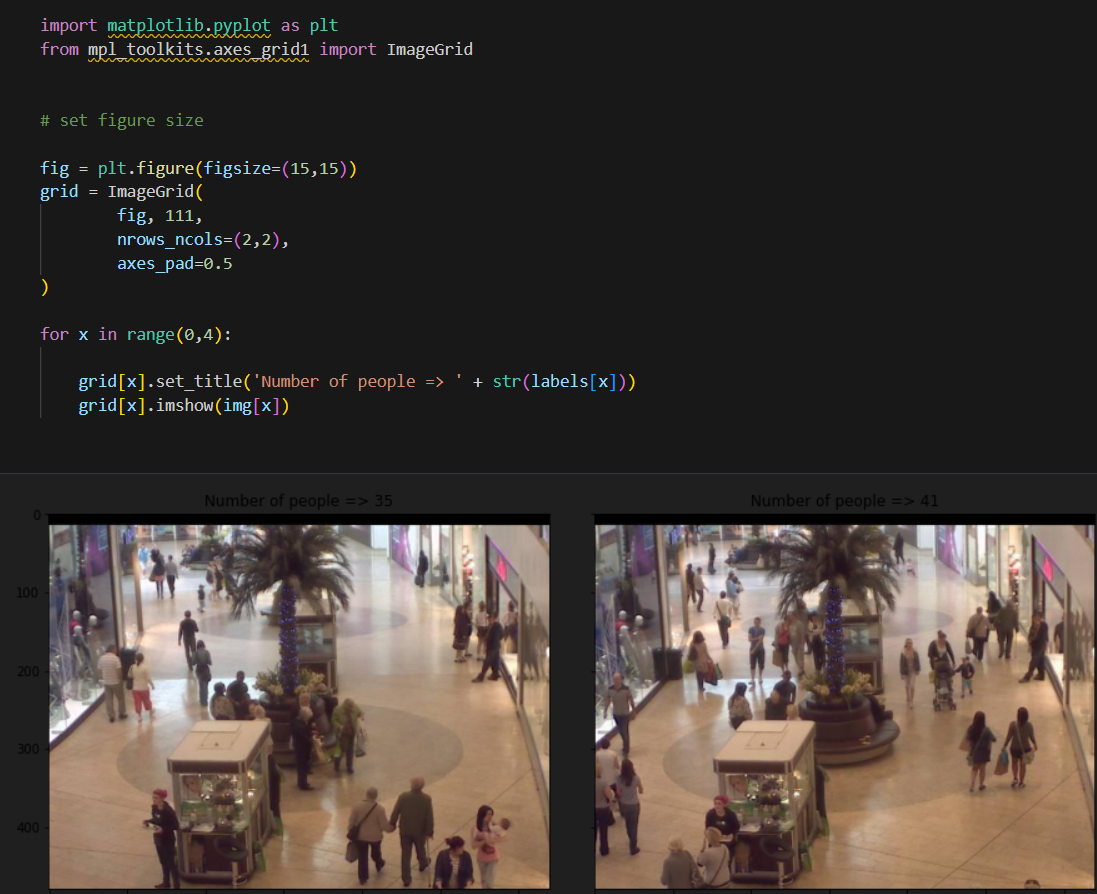 import matplotlib.pyplot as plt
from mpl_toolkits.axes_grid1 import ImageGrid
# set figure size
fig = plt.figure(figsize=(15,15))
grid = ImageGrid(
fig, 111,
nrows_ncols=(2,2),
axes_pad=0.5
)
for x in range(0,4):
grid[x].set_title('Number of people => ' + str(labels[x]))
grid[x].imshow(img[x])
Number of people => 35
Number of people => 41
0
100
200
300
400